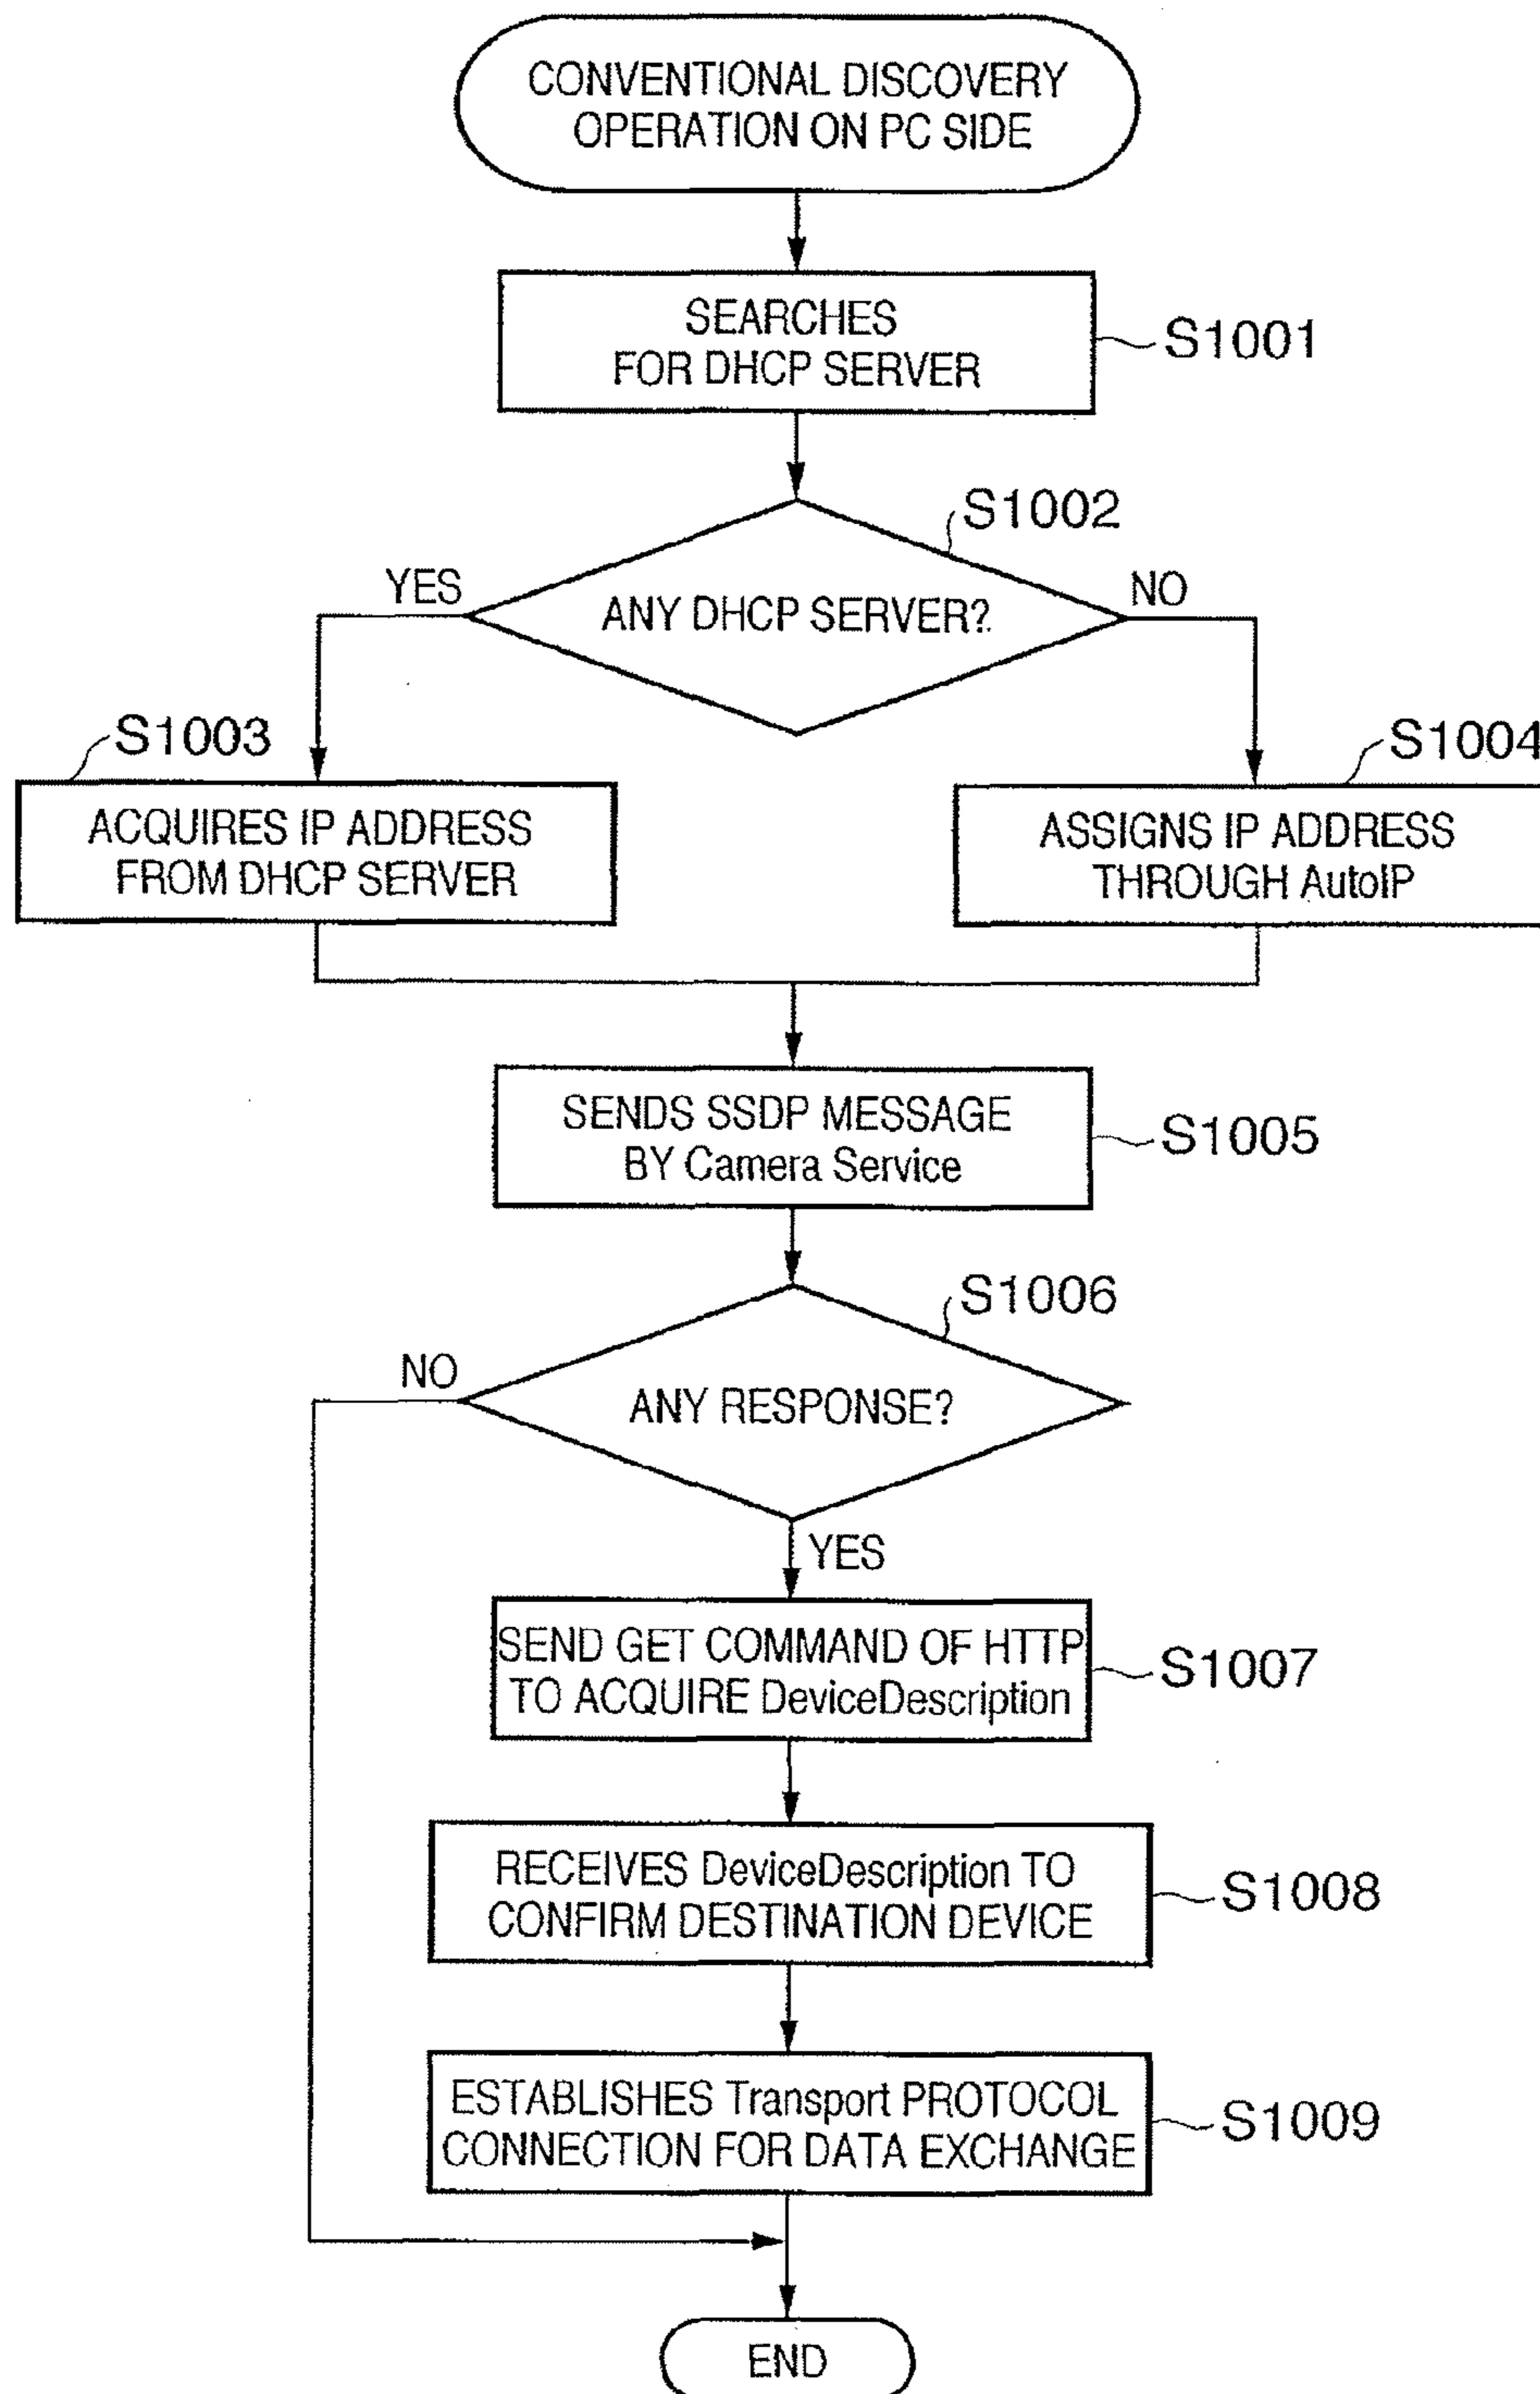 CONVENTIONAL DISCOVERY
OPERATION ON PC SIDE
SEARCHES
FOR DHCP SERVER
S1001
S1002
YES
ANY DHCP SERVER?
NO
S1003
S1004
ACQUIRES IP ADDRESS
FROM DHCP SERVER
ASSIGNS IP ADDRESS
THROUGH AutoIP
SENDS SSDP MESSAGE
BY Camera Service
S1005
S1006
NO
ANY RESPONSE?
YES
SEND GET COMMAND OF HTTP
TO ACQUIRE DeviceDescription
S1007
RECEIVES DeviceDescription TO
CONFIRM DESTINATION DEVICE
S1008
ESTABLISHES Transport PROTOCOL
CONNECTION FOR DATA EXCHANGE
S1009
END